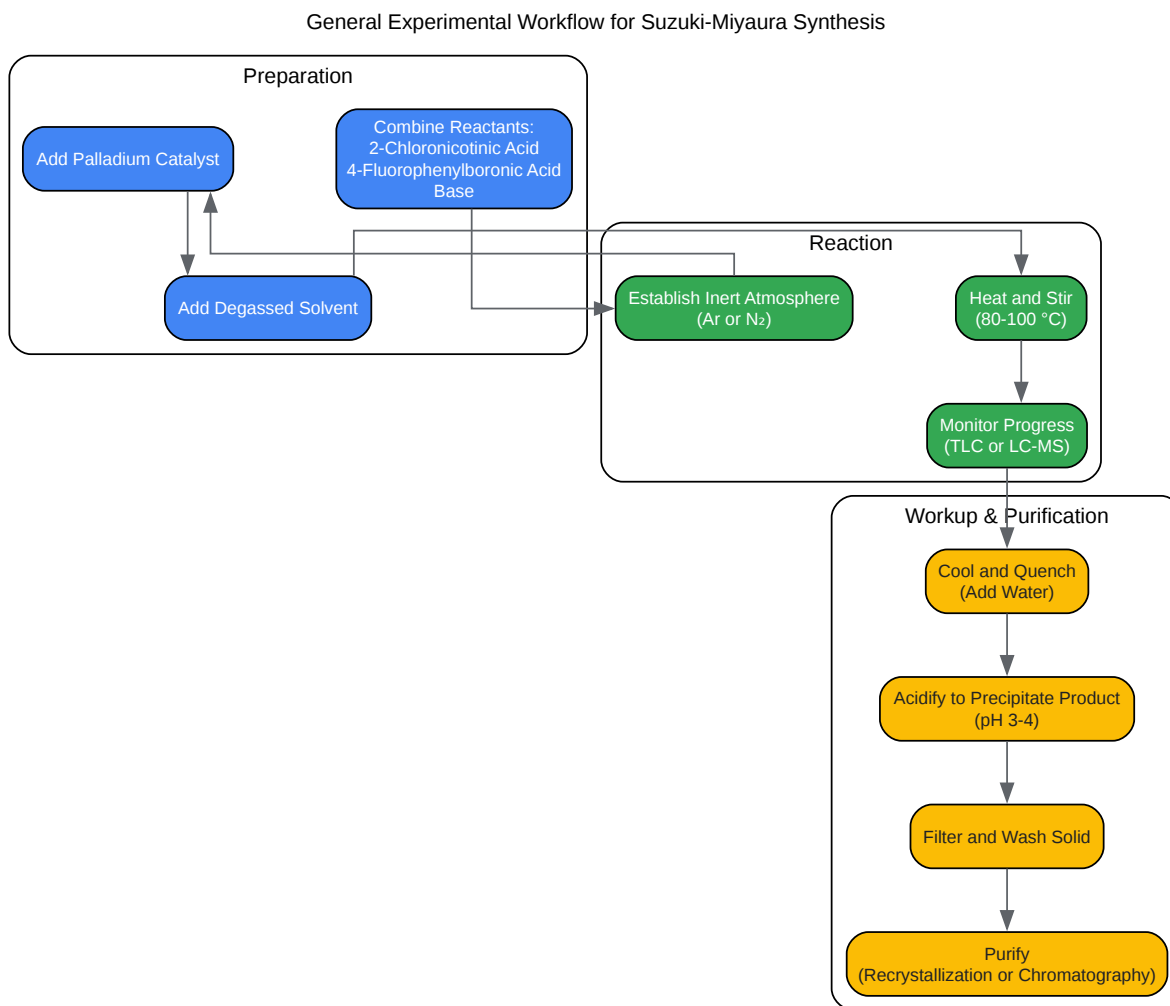 General Experimental Workflow for Suzuki-Miyaura Synthesis
Preparation
Add Palladium Catalyst
Combine Reactants:
2-Chloronicotinic Acid
4-Fluorophenylboronic Acid
Base
Add Degassed Solvent
Reaction
Establish Inert Atmosphere
(Ar or N₂)
Heat and Stir
(80-100 °C)
Monitor Progress
(TLC or LC-MS)
Workup & Purification
Cool and Quench
(Add Water)
Acidify to Precipitate Product
(pH 3-4)
Filter and Wash Solid
Purify
(Recrystallization or Chromatography)